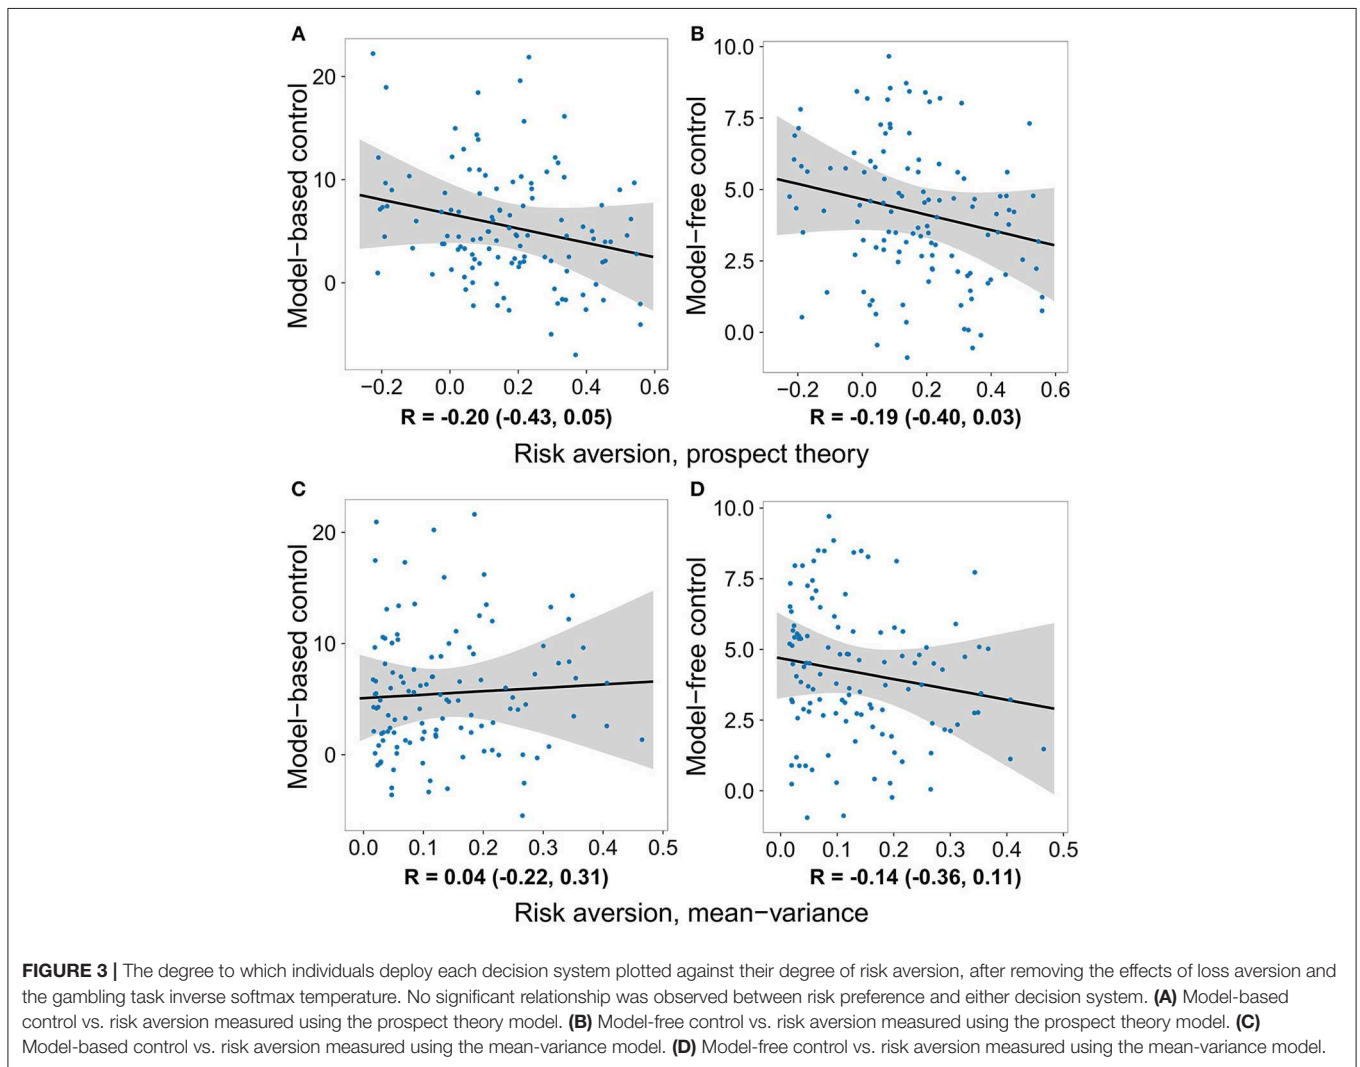 A
B
Model−based control
20
10
0
−0.2 0.0 0.2 0.4 0.6
R = -0.20 (-0.43, 0.05)
Model−free control
10.0
7.5
5.0
2.5
0.0
−0.2 0.0 0.2 0.4 0.6
R = -0.19 (-0.40, 0.03)
Risk aversion, prospect theory
C
D
Model−based control
20
10
0
0.0 0.1 0.2 0.3 0.4 0.5
R = 0.04 (-0.22, 0.31)
Model−free control
10.0
7.5
5.0
2.5
0.0
0.0 0.1 0.2 0.3 0.4 0.5
R = -0.14 (-0.36, 0.11)
Risk aversion, mean−variance
FIGURE 3 | The degree to which individuals deploy each decision system plotted against their degree of risk aversion, after removing the effects of loss aversion and
the gambling task inverse softmax temperature. No significant relationship was observed between risk preference and either decision system. (A) Model-based
control vs. risk aversion measured using the prospect theory model. (B) Model-free control vs. risk aversion measured using the prospect theory model. (C)
Model-based control vs. risk aversion measured using the mean-variance model. (D) Model-free control vs. risk aversion measured using the mean-variance model.